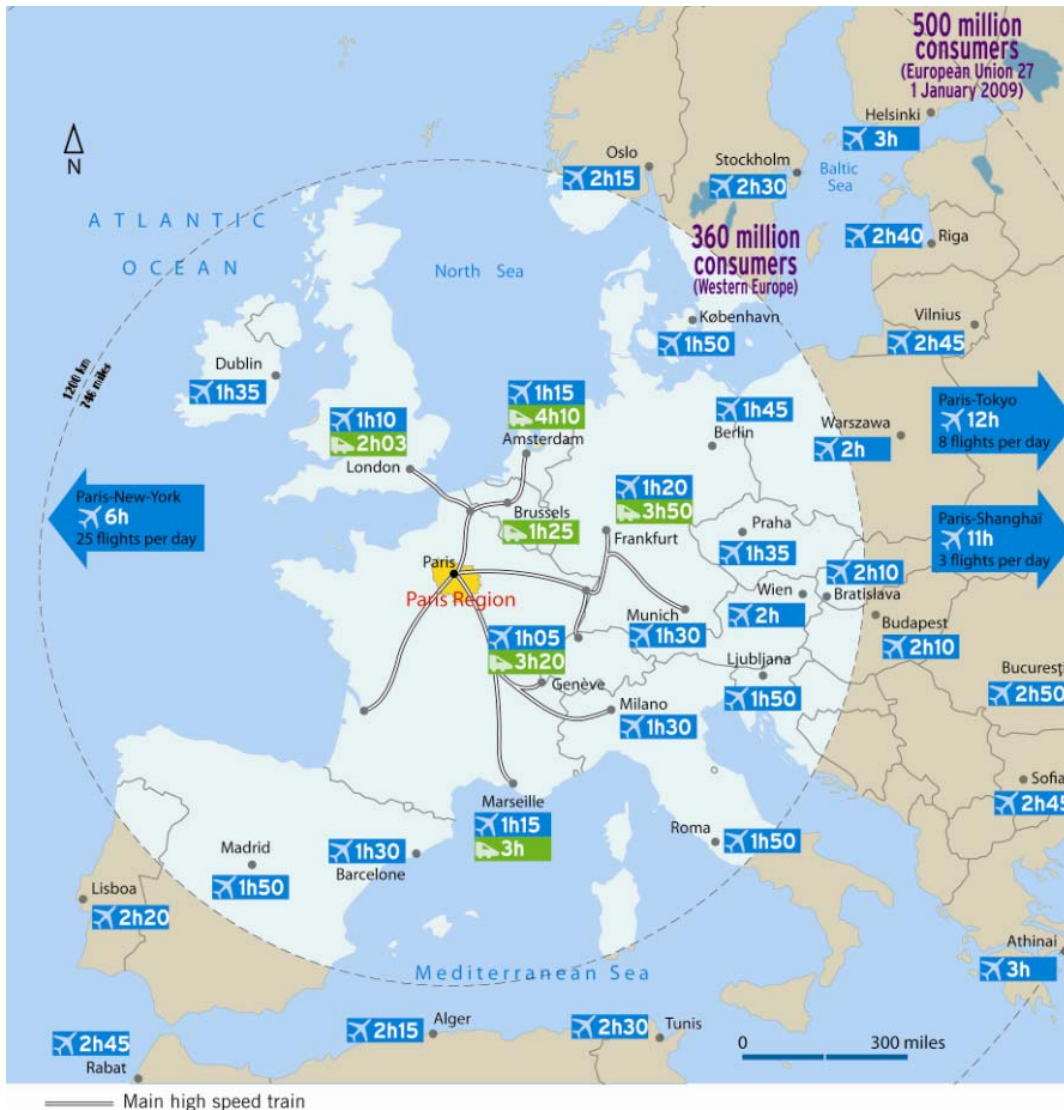 500 million
consumers
(European Union 27
1 January 2009)
Helsinki
3h
N
Oslo
2h15
Stockholm
2h30
Baltic
Sea
ATLANTIC
OCEAN
North Sea
360 million
consumers
(Western Europe)
2h40
Riga
København
1h50
Vilnius
2h45
1200 km
746 miles
Dublin
1h35
1h10
2h03
London
1h15
4h10
Amsterdam
1h45
Berlin
Warszawa
2h
Paris-Tokyo
12h
8 flights per day
Paris-New-York
6h
25 flights per day
Brussels
1h25
1h20
3h50
Frankfurt
Praha
1h35
Paris-Shanghaï
11h
3 flights per day
Paris
Paris Region
2h10
Bratislava
Wien
2h
Munich
1h30
Budapest
2h10
1h05
3h20
Genève
Ljubljana
1h50
Bucureşti
2h50
Milano
1h30
Sofia
2h45
Marseille
1h15
3h
Roma
1h50
Madrid
1h50
1h30
Barcelone
Lisboa
2h20
Mediterranean Sea
Athinai
3h
2h45
Rabat
2h15
Alger
2h30
Tunis
0 300 miles
Main high speed train